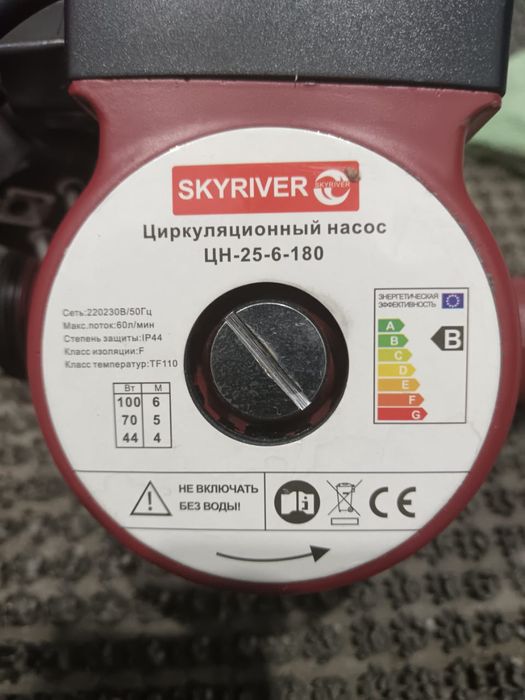 SKYRIVER SKYRIVER
Циркуляционный насос
ЦН-25-6-180
Сеть:220230В/50Гц
Макс.поток:60л/мин
Степень защиты:IP44
Класс изоляции:F
Класс температур:TF110
Вт М
100 6
70 5
44 4
ЭНЕРГЕТИЧЕСКАЯ
ЭФФЕКТИВНОСТЬ
A
B
C
D
E
F
G
B
НЕ ВКЛЮЧАТЬ
БЕЗ ВОДЫ!
CE